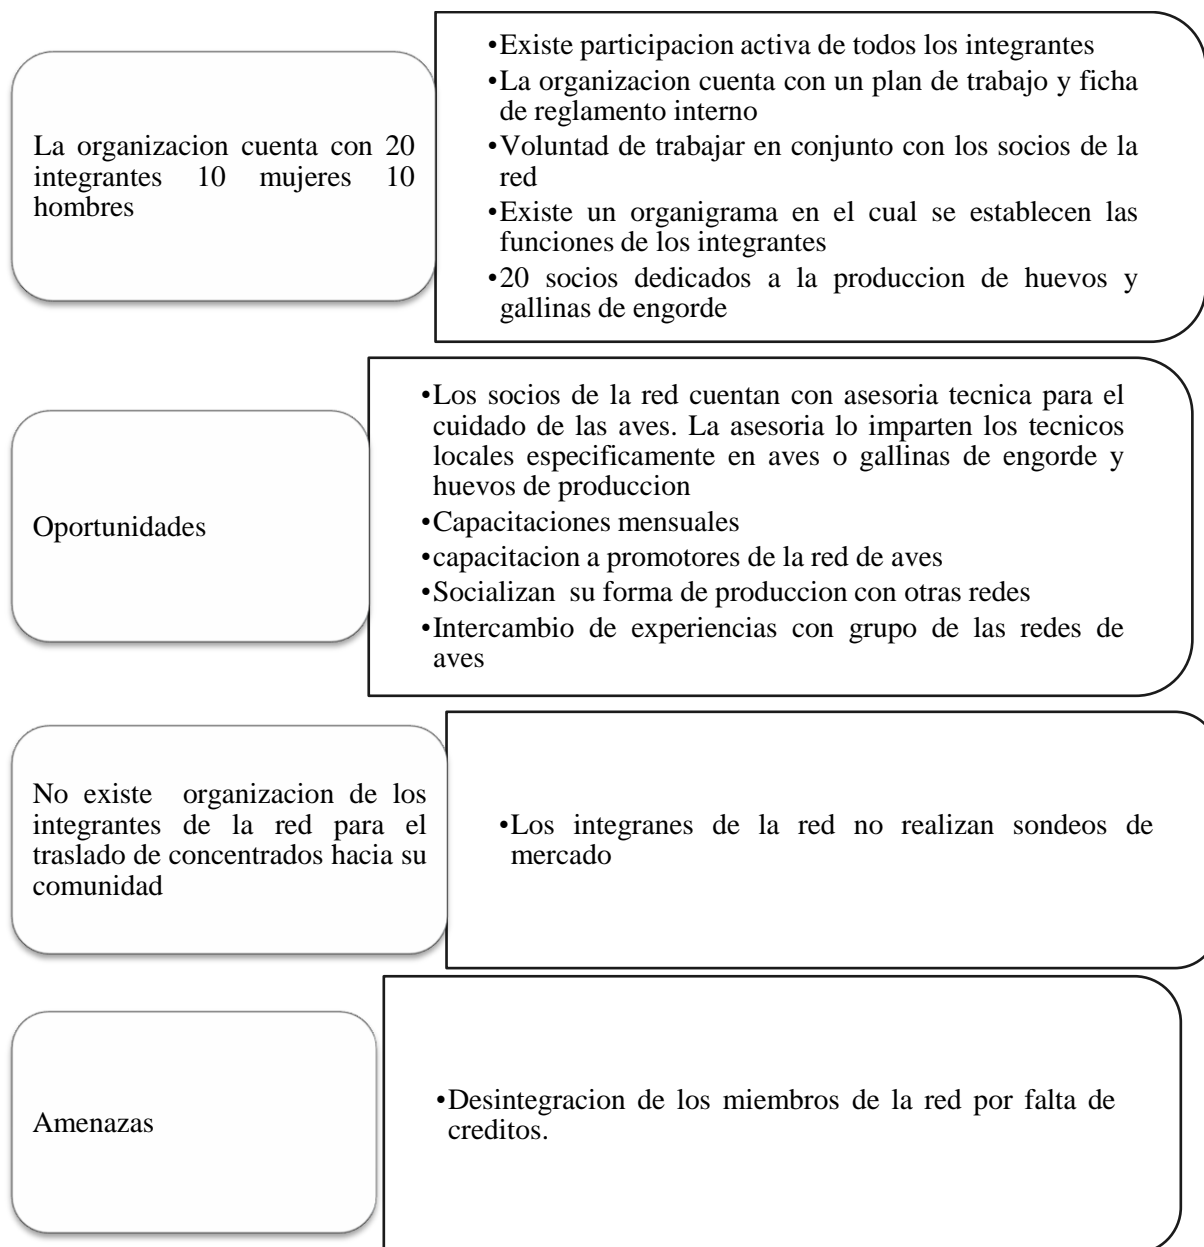 La organizacion cuenta con 20
integrantes 10 mujeres 10
hombres
•Existe participacion activa de todos los integrantes
•La organizacion cuenta con un plan de trabajo y ficha
de reglamento interno
•Voluntad de trabajar en conjunto con los socios de la
red
•Existe un organigrama en el cual se establecen las
funciones de los integrantes
•20 socios dedicados a la produccion de huevos y
gallinas de engorde
Oportunidades
•Los socios de la red cuentan con asesoria tecnica para el
cuidado de las aves. La asesoria lo imparten los tecnicos
locales especificamente en aves o gallinas de engorde y
huevos de produccion
•Capacitaciones mensuales
•capacitacion a promotores de la red de aves
•Socializan su forma de produccion con otras redes
•Intercambio de experiencias con grupo de las redes de
aves
No existe organizacion de los
integrantes de la red para el
traslado de concentrados hacia su
comunidad
•Los integranes de la red no realizan sondeos de
mercado
Amenazas
•Desintegracion de los miembros de la red por falta de
creditos.